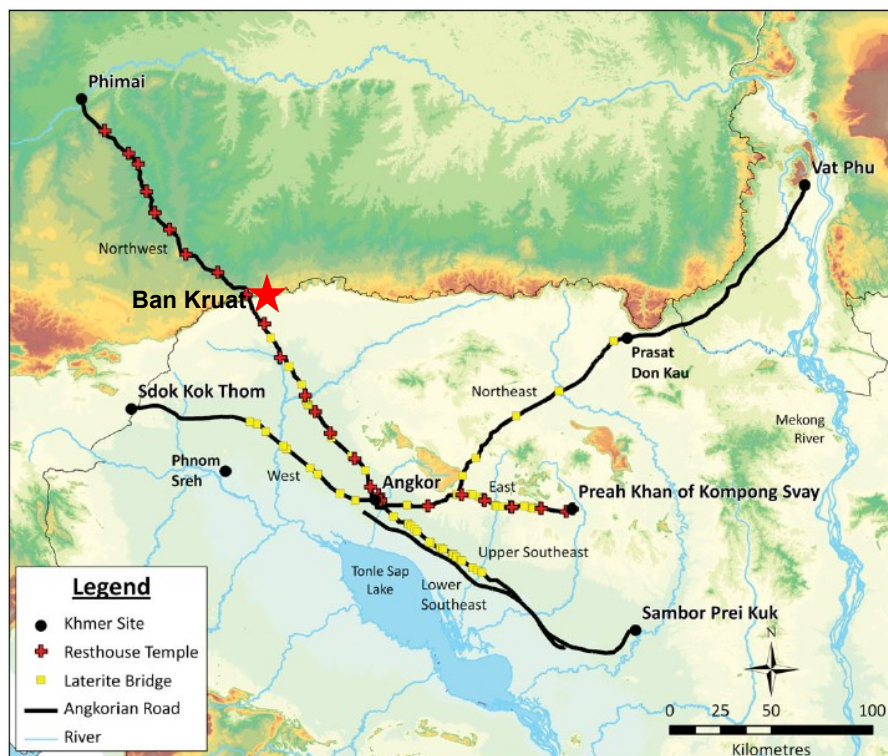 Phimai
Vat Phu
Northwest
Ban Kruat
Prasat
Don Kau
Sdok Kok Thom
Northeast
Mekong
River
Phnom
Sreh
West
Angkor
East
Preah Khan of Kompong Svay
Upper Southeast
Tonle Sap
Lake
Lower
Southeast
Sambor Prei Kuk
Legend
Khmer Site
Resthouse Temple
Laterite Bridge
Angkorian Road
River
N
0 25 50 100
Kilometres